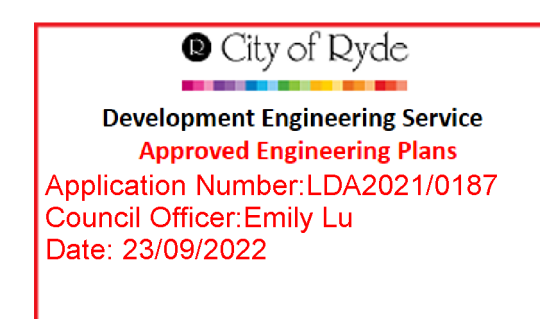 R City of Ryde
Development Engineering Service
Approved Engineering Plans
Application Number:LDA2021/0187
Council Officer:Emily Lu
Date: 23/09/2022